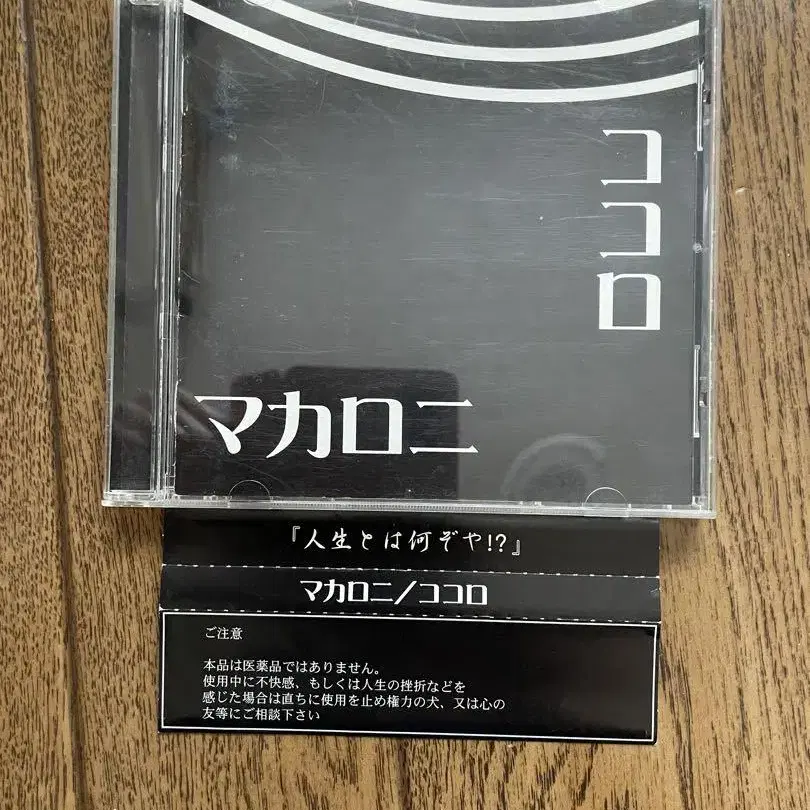 ココロ
マカロニ
『人生とは何ぞや!?』
マカロニ／ココロ
ご注意
本品は医薬品ではありません。
使用中に不快感、もしくは人生の挫折などを
感じた場合は直ちに使用を止め権力の犬、又は心の
友等にご相談下さい